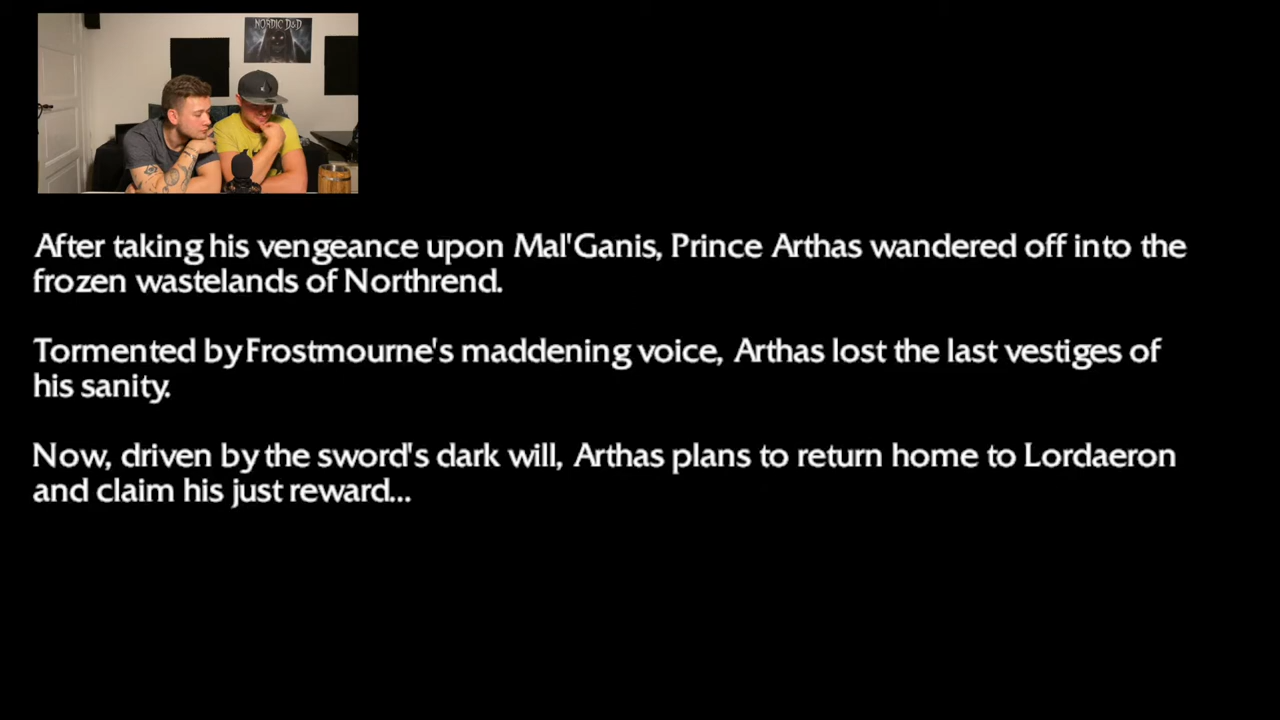 NORDIC D&D
After taking his vengeance upon Mal'Ganis, Prince Arthas wandered off into the
frozen wastelands of Northrend.
Tormented by Frostmourne's maddening voice, Arthas lost the last vestiges of
his sanity.
Now, driven by the sword's dark will, Arthas plans to return home to Lordaeron
and claim his just reward...